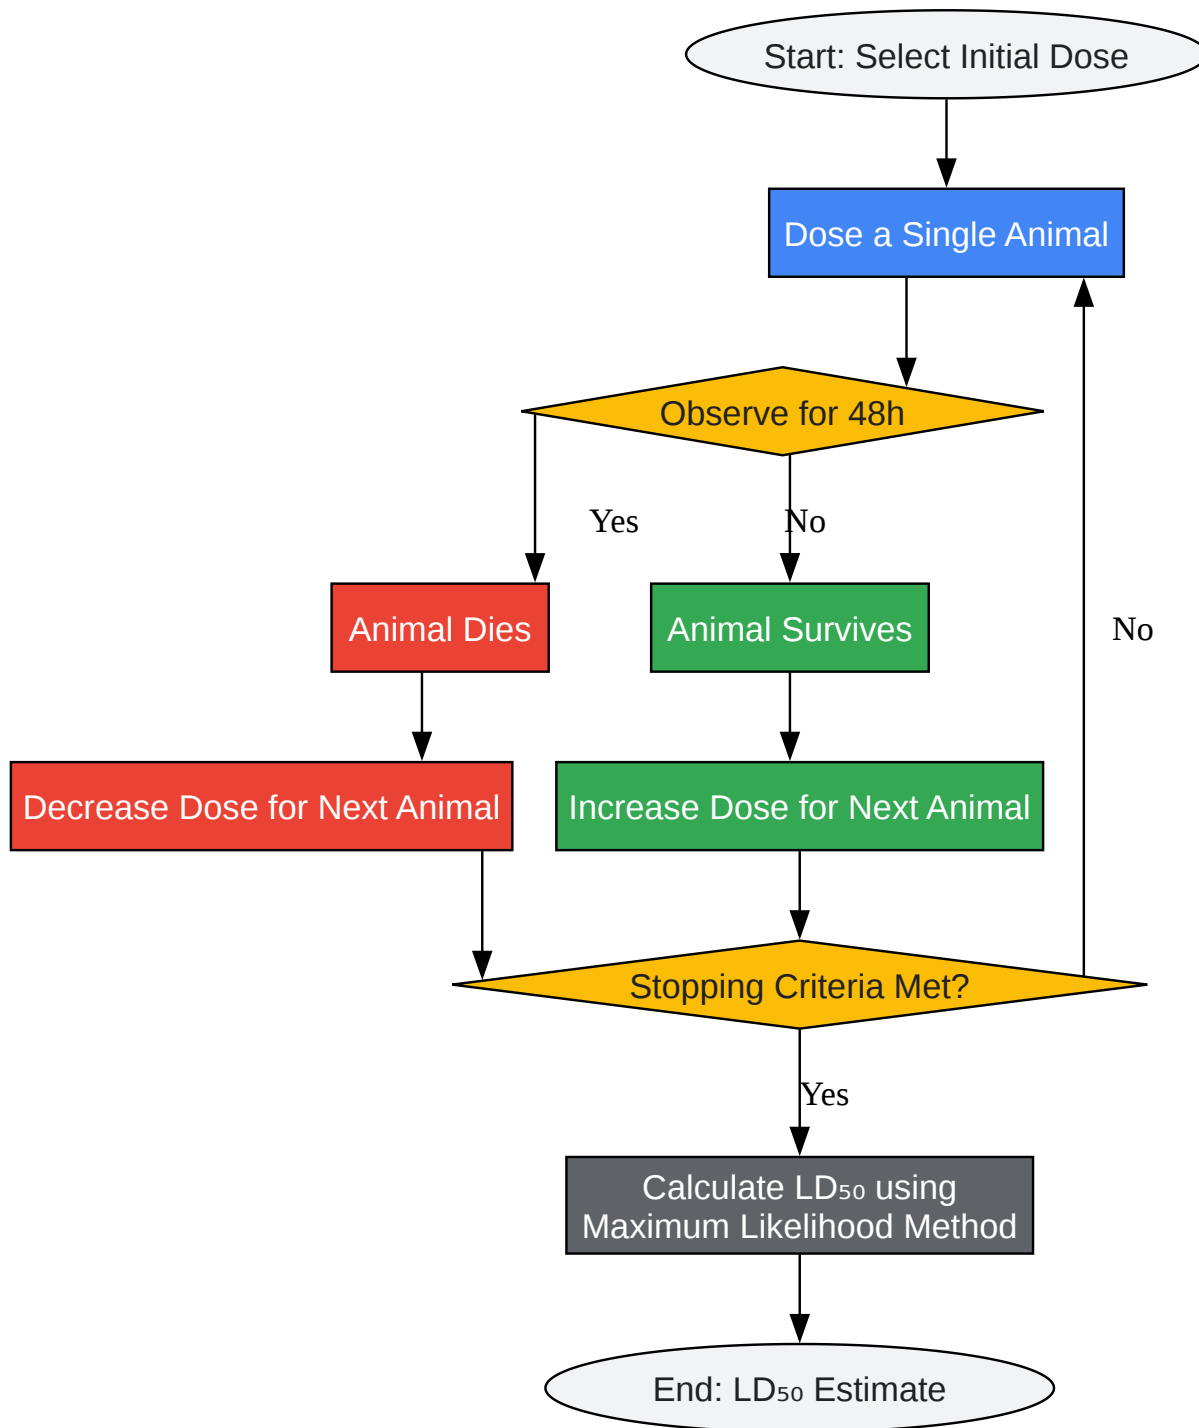 Start: Select Initial Dose
Dose a Single Animal
Observe for 48h
Yes
No
Animal Dies
Animal Survives
No
Decrease Dose for Next Animal
Increase Dose for Next Animal
Stopping Criteria Met?
Yes
Calculate LD₅₀ using
Maximum Likelihood Method
End: LD₅₀ Estimate